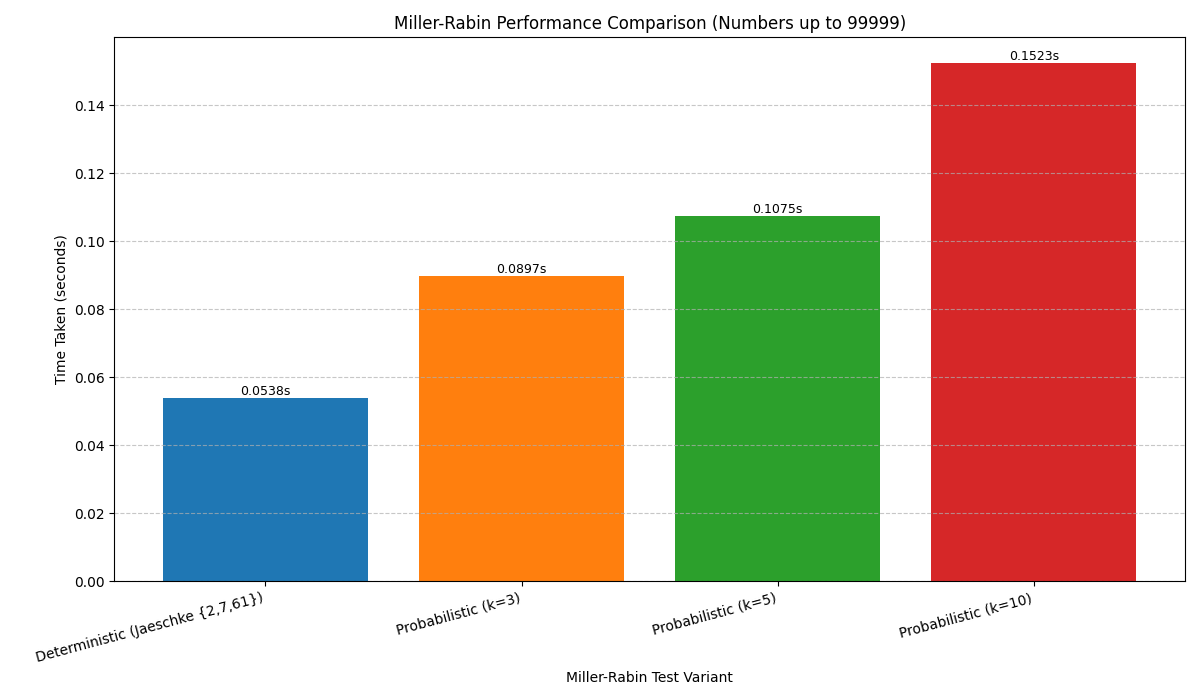 Miller-Rabin Performance Comparison (Numbers up to 99999)
Time Taken (seconds)
0.14
0.12
0.10
0.08
0.06
0.04
0.02
0.00
0.0538s
0.0897s
0.1075s
0.1523s
Deterministic (Jaeschke {2,7,61})
Probabilistic (k=3)
Probabilistic (k=5)
Probabilistic (k=10)
Miller-Rabin Test Variant